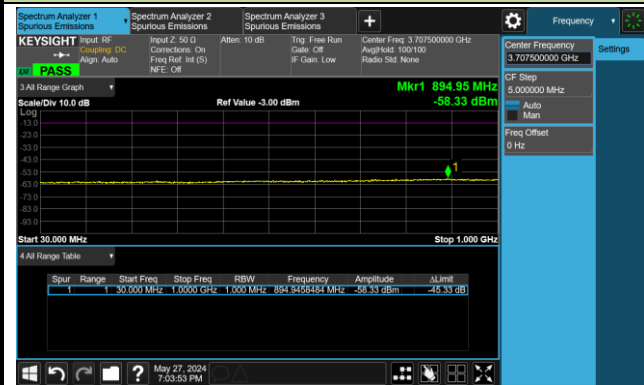 Spectrum Analyzer 1
Spurious Emissions
Spectrum Analyzer 2
Spurious Emissions
Spectrum Analyzer 3
Spurious Emissions
Frequency
KEYSIGHT
Input: RF
Coupling: DC
Align: Auto
Input Z: 50 Ω
Corrections: On
Freq Ref: Int (S)
NFE: Off
Atten: 10 dB
Trig: Free Run
Gate: Off
IF Gain: Low
Center Freq: 3.707500000 GHz
Avg|Hold: 100/100
Radio Std: None
PASS
Center Frequency
3.707500000 GHz
Settings
CF Step
5.000000 MHz
Auto
Man
Freq Offset
0 Hz
3 All Range Graph
Mkr1 894.95 MHz
Scale/Div 10.0 dB
Ref Value -3.00 dBm
-58.33 dBm
Log
-13.0
-23.0
-33.0
-43.0
-53.0
-63.0
-73.0
-83.0
-93.0
1
Start 30.000 MHz
Stop 1.000 GHz
4 All Range Table
Spur Range Start Freq Stop Freq RBW Frequency Amplitude ΔLimit
1 1 30.000 MHz 1.0000 GHz 1.000 MHz 894.9458484 MHz -58.33 dBm -45.33 dB
May 27, 2024
7:03:53 PM